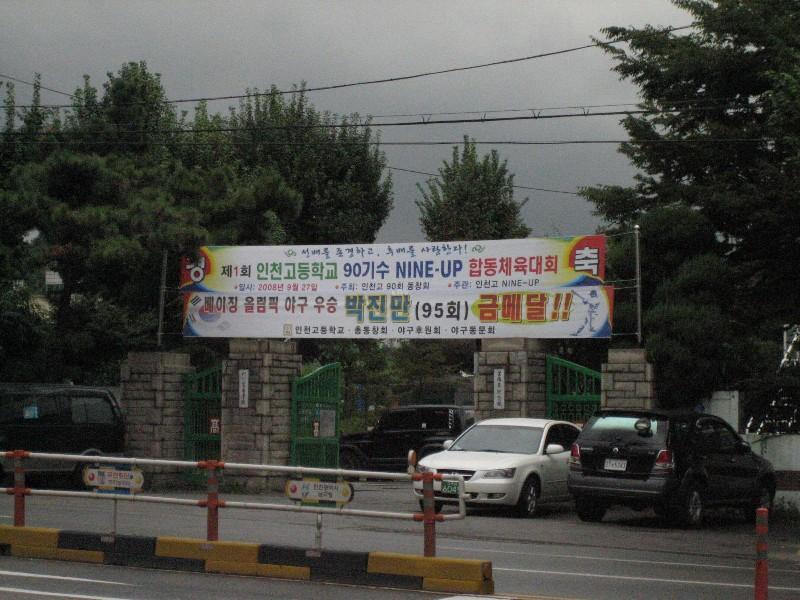 선배를 존경하고, 후배를 사랑한다!
경 제1회 인천고등학교 90기수 NINE-UP 합동체육대회 축
•일시: 2008년 9월 27일 •주최: 인천고 90회 동창회 •주관: 인천고 NINE-UP
베이징 올림픽 야구 우승 박진만 (95회) 금메달!!
인천고등학교 · 총동창회 · 야구후원회 · 야구동문회